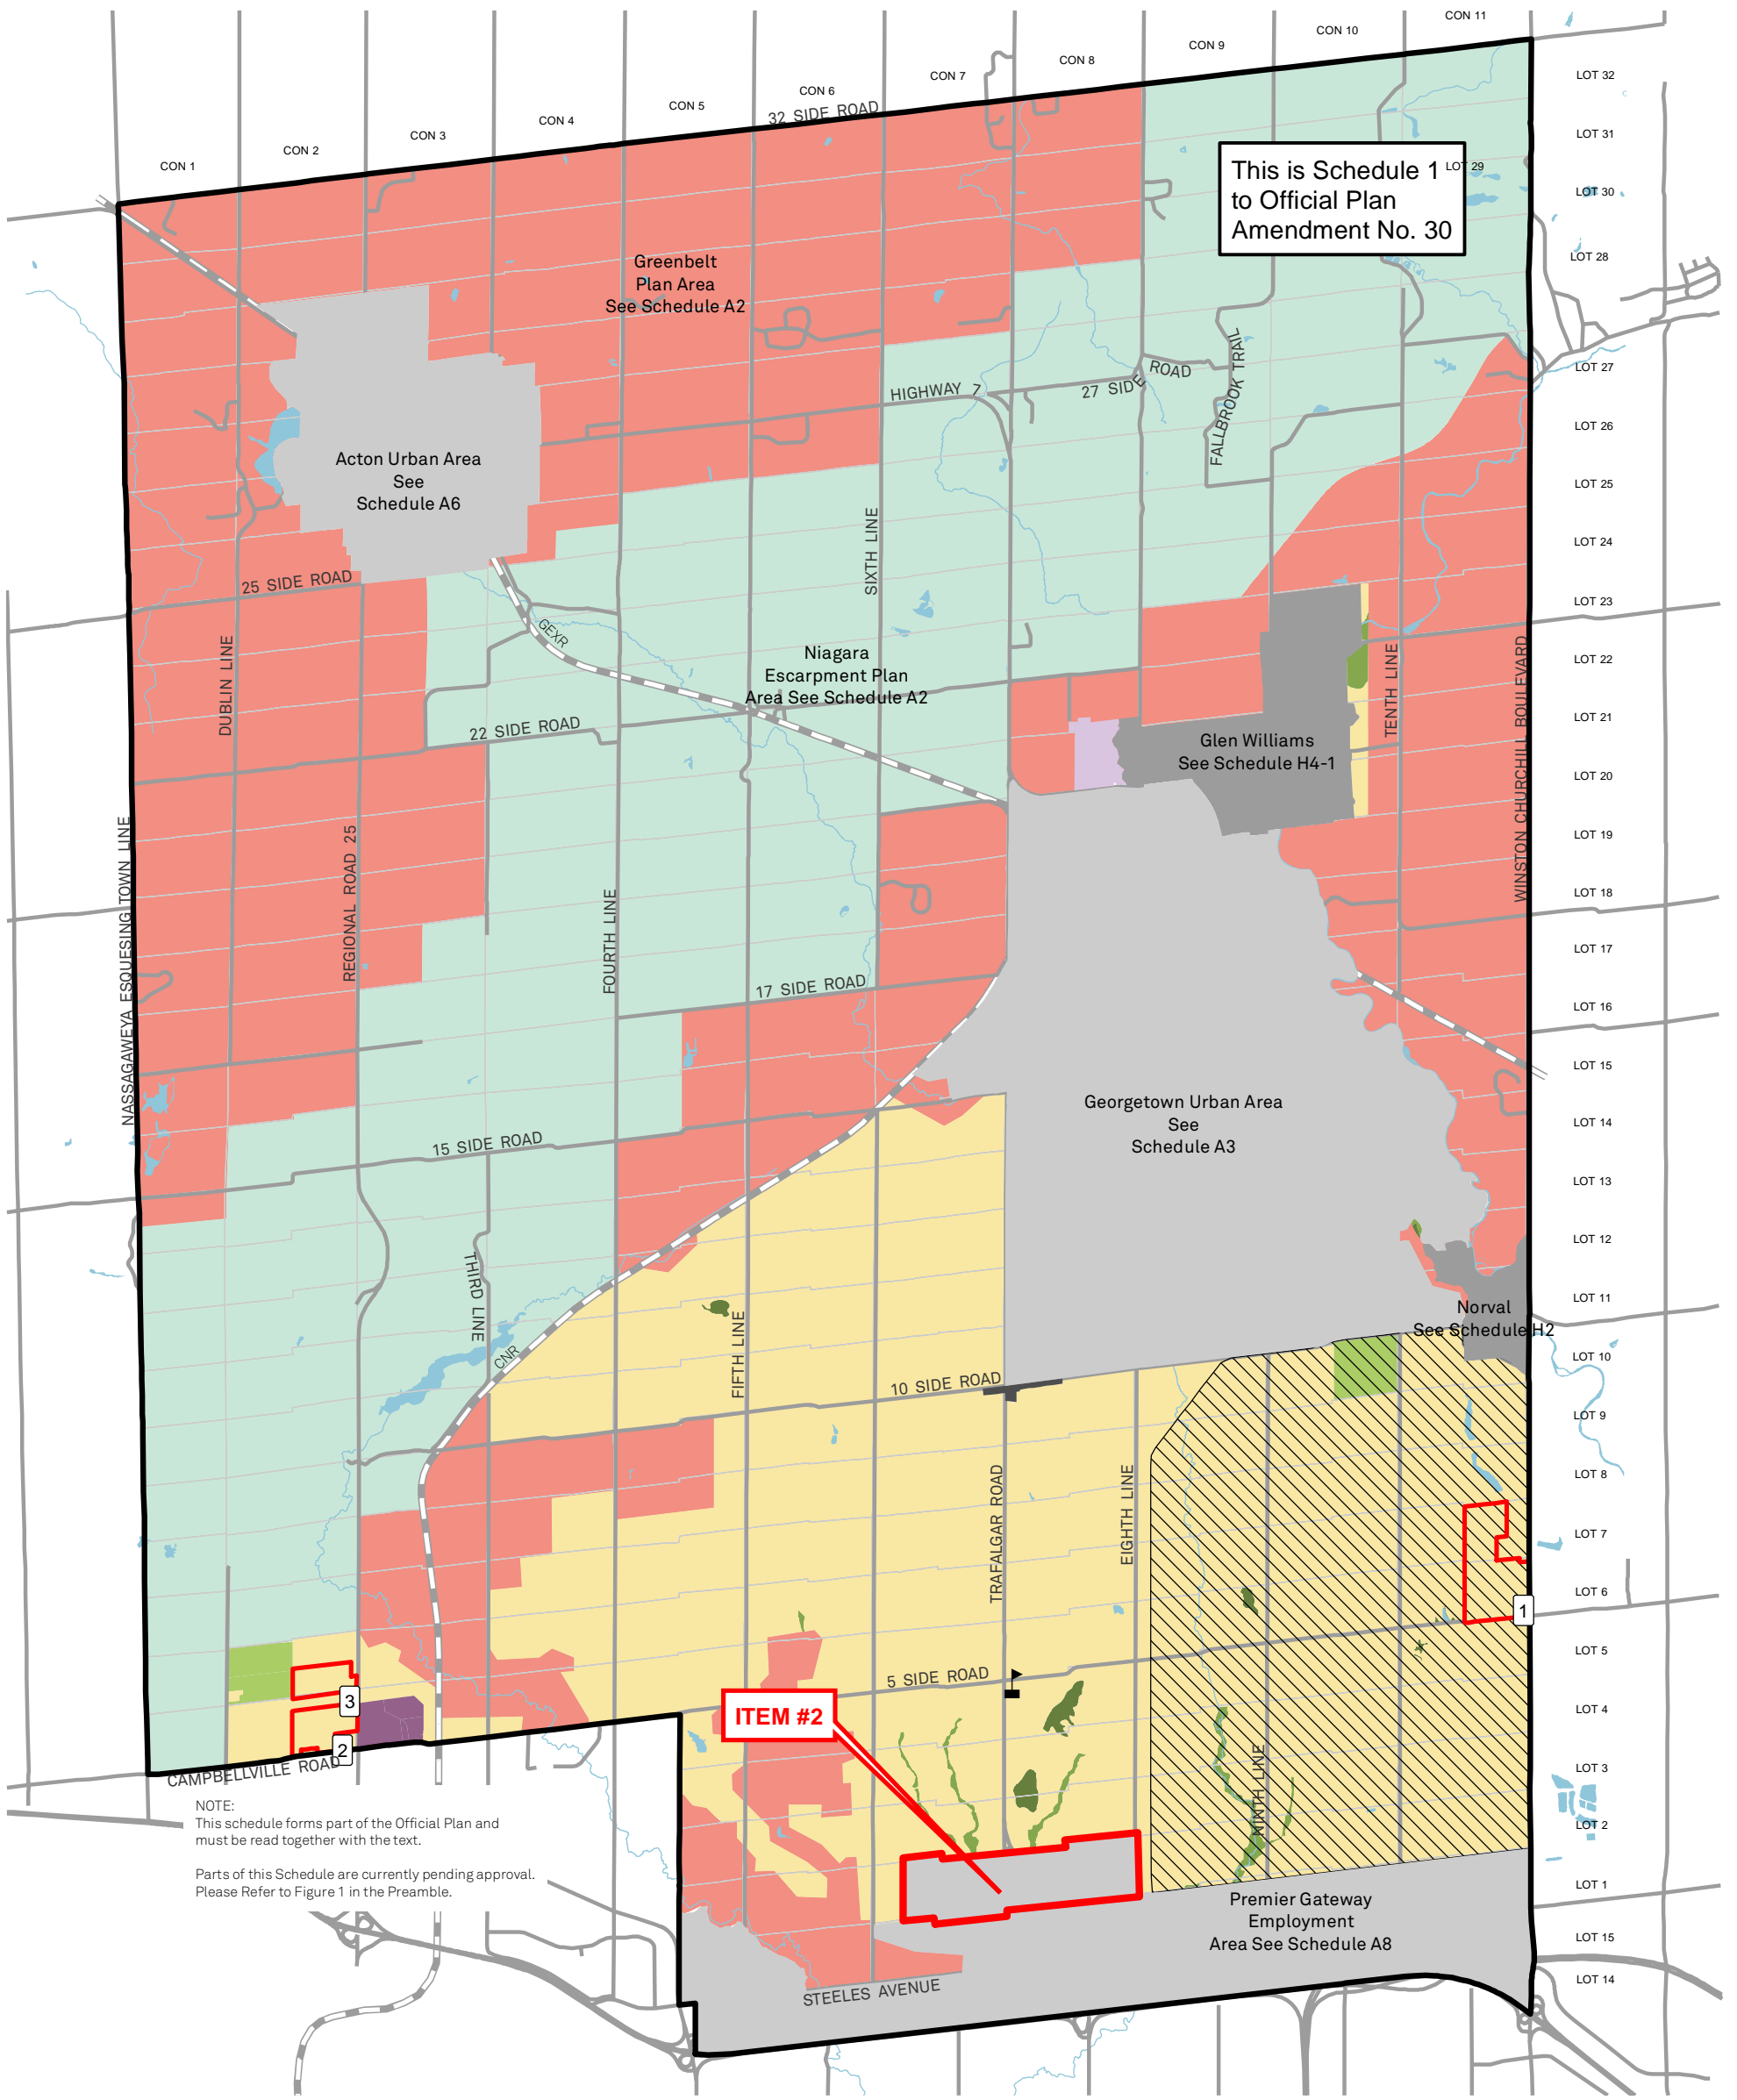 CON 1
CON 2
CON 3
CON 4
CON 5
CON 6
CON 7
CON 8
CON 9
CON 10
CON 11
32 SIDE ROAD
This is Schedule 1
to Official Plan
Amendment No. 30
LOT 32
LOT 31
LOT 29
LOT 30
LOT 28
LOT 27
LOT 26
LOT 25
LOT 24
LOT 23
LOT 22
LOT 21
LOT 20
LOT 19
LOT 18
LOT 17
LOT 16
LOT 15
LOT 14
LOT 13
LOT 12
LOT 11
LOT 10
LOT 9
LOT 8
LOT 7
LOT 6
LOT 5
LOT 4
LOT 3
LOT 2
LOT 1
LOT 15
LOT 14
Greenbelt
Plan Area
See Schedule A2
HIGHWAY 7
27 SIDE ROAD
FALLBROOK TRAIL
Acton Urban Area
See
Schedule A6
25 SIDE ROAD
SIXTH LINE
GEXR
DUBLIN LINE
Niagara
Escarpment Plan
Area See Schedule A2
22 SIDE ROAD
TENTH LINE
WINSTON CHURCHILL BOULEVARD
Glen Williams
See Schedule H4-1
NASSAGAWEYA ESQUESING TOWN LINE
REGIONAL ROAD 25
FOURTH LINE
17 SIDE ROAD
Georgetown Urban Area
See
Schedule A3
15 SIDE ROAD
THIRD LINE
CNR
FIFTH LINE
Norval
See Schedule H2
10 SIDE ROAD
TRAFALGAR ROAD
EIGHTH LINE
1
5 SIDE ROAD
3
2
ITEM #2
NINTH LINE
CAMPBELLVILLE ROAD
NOTE:
This schedule forms part of the Official Plan and
must be read together with the text.
Parts of this Schedule are currently pending approval.
Please Refer to Figure 1 in the Preamble.
Premier Gateway
Employment
Area See Schedule A8
STEELES AVENUE